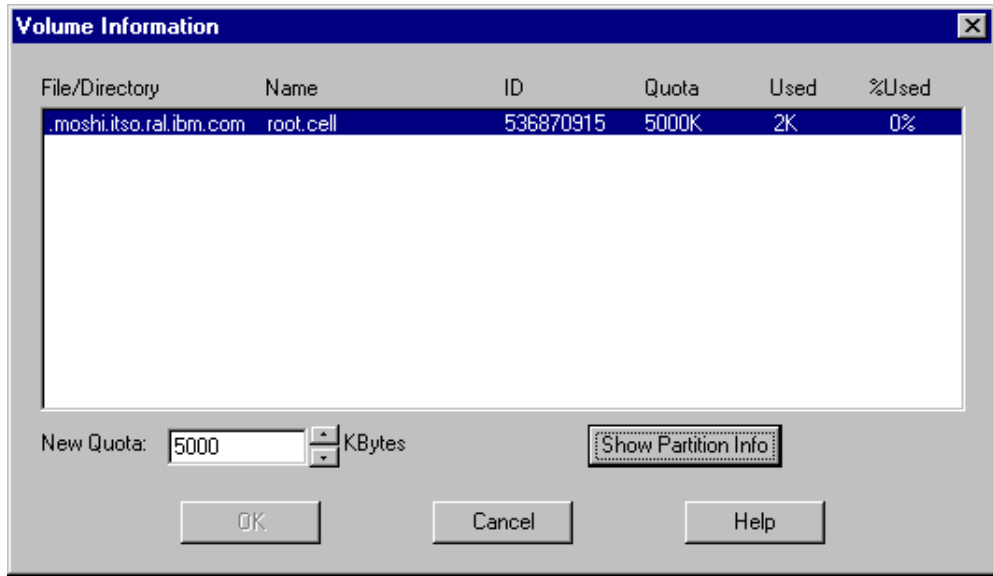 Volume Information
File/Directory Name ID Quota Used %Used
.moshi.itso.ral.ibm.com root.cell 536870915 5000K 2K 0%
New Quota: 5000 KBytes Show Partition Info
OK Cancel Help